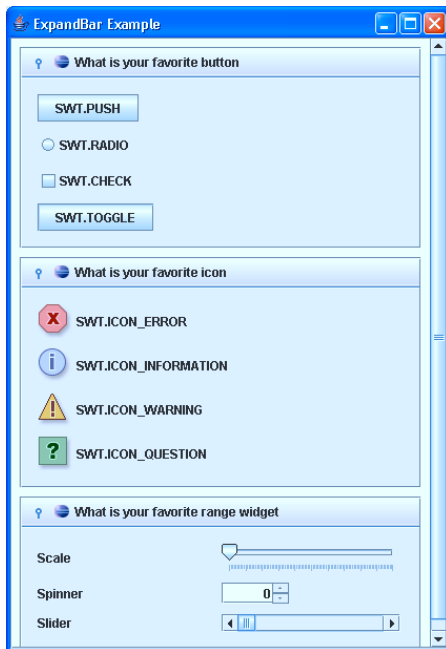 ExpandBar Example
What is your favorite button
SWT.PUSH
SWT.RADIO
SWT.CHECK
SWT.TOGGLE
What is your favorite icon
SWT.ICON_ERROR
SWT.ICON_INFORMATION
SWT.ICON_WARNING
SWT.ICON_QUESTION
What is your favorite range widget
Scale
Spinner 0
Slider